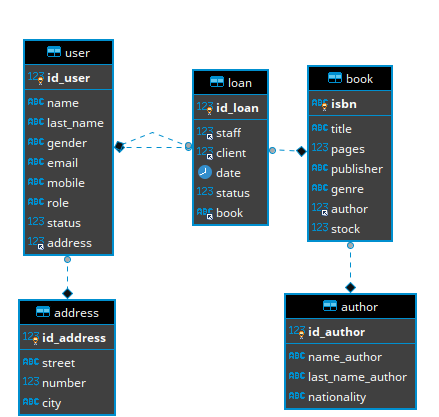 user
123 id_user
ABC name
ABC last_name
ABC gender
ABC email
ABC mobile
ABC role
123 status
123 address
loan
123 id_loan
123 staff
123 client
date
123 status
ABC book
book
ABC isbn
ABC title
123 pages
ABC publisher
ABC genre
123 author
123 stock
address
123 id_address
ABC street
123 number
ABC city
author
123 id_author
ABC name_author
ABC last_name_author
ABC nationality